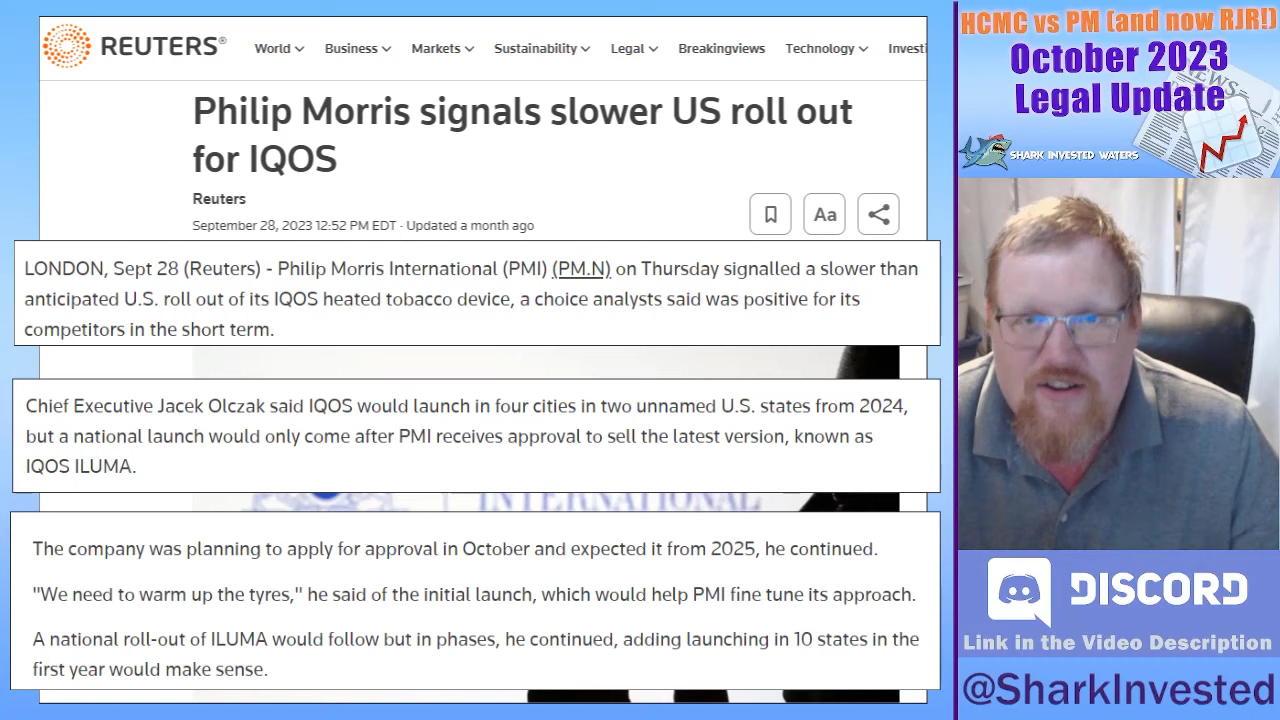 REUTERS®
World Business Markets Sustainability Legal Breakingviews Technology Investi
Philip Morris signals slower US roll out
for IQOS
Reuters
September 28, 2023 12:52 PM EDT · Updated a month ago
Aa
LONDON, Sept 28 (Reuters) - Philip Morris International (PMI) (PM.N) on Thursday signalled a slower than
anticipated U.S. roll out of its IQOS heated tobacco device, a choice analysts said was positive for its
competitors in the short term.
Chief Executive Jacek Olczak said IQOS would launch in four cities in two unnamed U.S. states from 2024,
but a national launch would only come after PMI receives approval to sell the latest version, known as
IQOS ILUMA.
INTERNATIONAL
The company was planning to apply for approval in October and expected it from 2025, he continued.
"We need to warm up the tyres," he said of the initial launch, which would help PMI fine tune its approach.
A national roll-out of ILUMA would follow but in phases, he continued, adding launching in 10 states in the
first year would make sense.
HCMC vs PM (and now RJR!)
October 2023
Legal Update
NEWS
SHARK INVESTED WATERS
DISCORD
Link in the Video Description
@SharkInvested